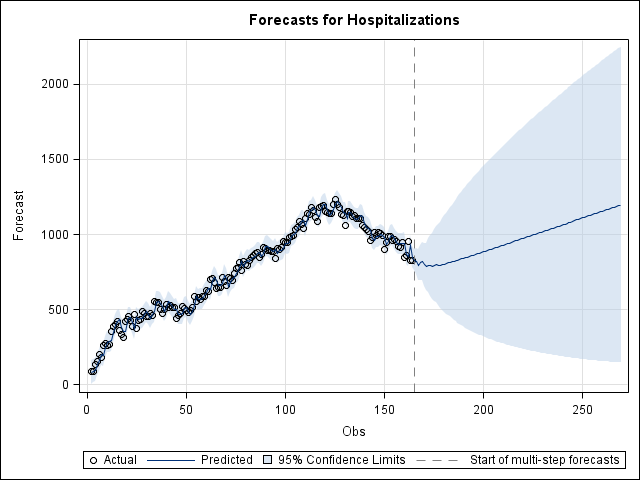 Forecasts for Hospitalizations
2000
1500
1000
500
0
Forecast
0 50 100 150 200 250
Obs
Actual Predicted 95% Confidence Limits Start of multi-step forecasts